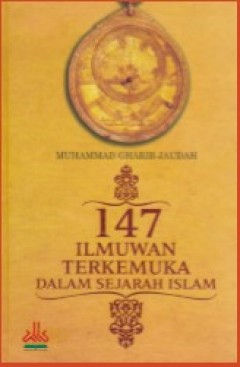 MUHAMMAD GHARIB JAUDAH
147
ILMUWAN
TERKEMUKA
DALAM SEJARAH ISLAM